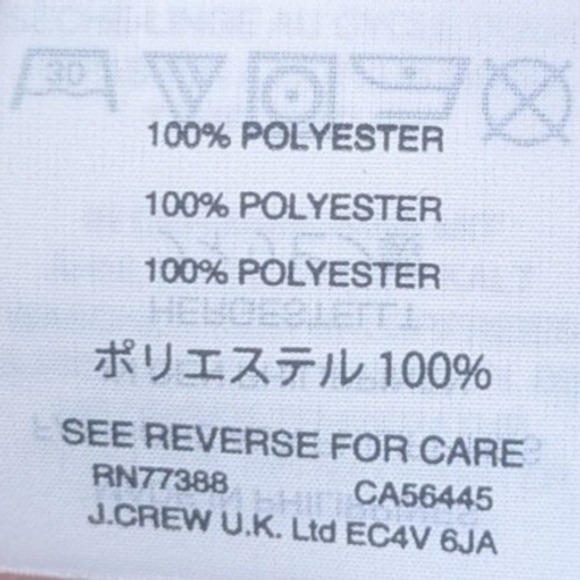 100% POLYESTER
100% POLYESTER
100% POLYESTER
ポリエステル 100%
SEE REVERSE FOR CARE
RN77388 CA56445
J.CREW U.K. Ltd EC4V 6JA